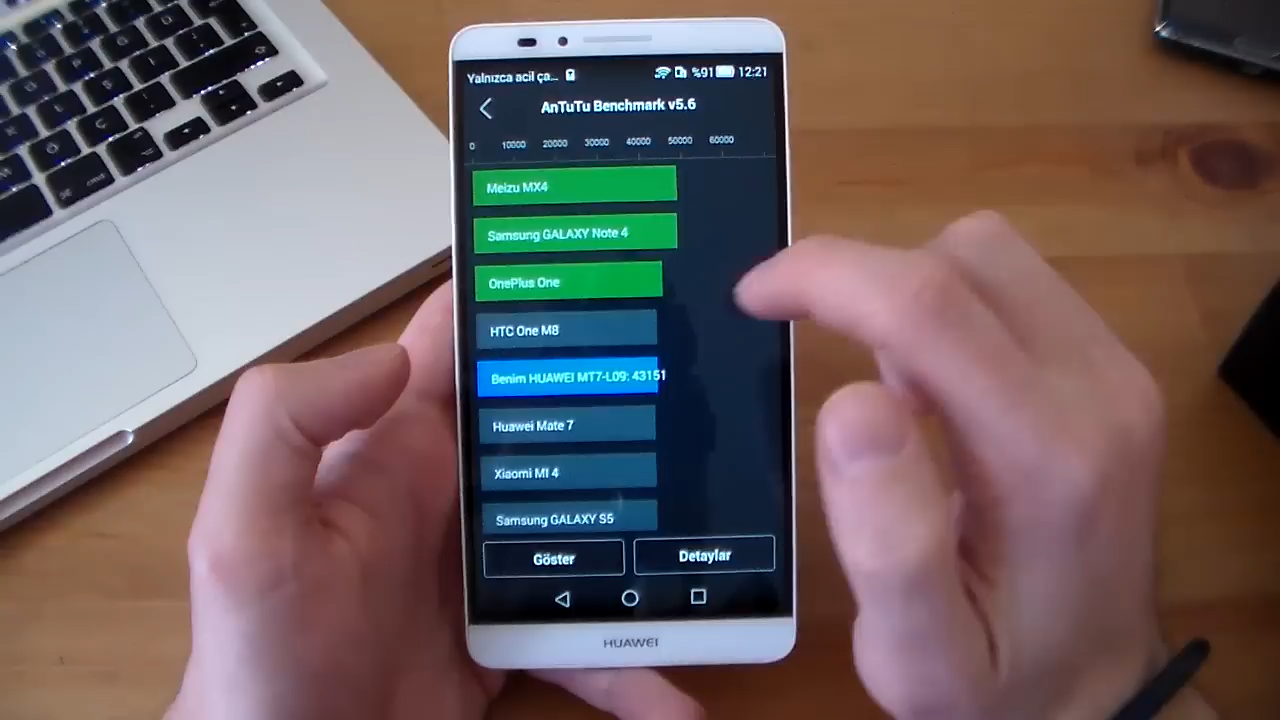 Yalnızca acil ça... %91 12:21
AnTuTu Benchmark v5.6
0 10000 20000 30000 40000 50000 60000
Meizu MX4
Samsung GALAXY Note 4
OnePlus One
HTC One M8
Benim HUAWEI MT7-L09: 43151
Huawei Mate 7
Xiaomi MI 4
Samsung GALAXY S5
Göster Detaylar
HUAWEI